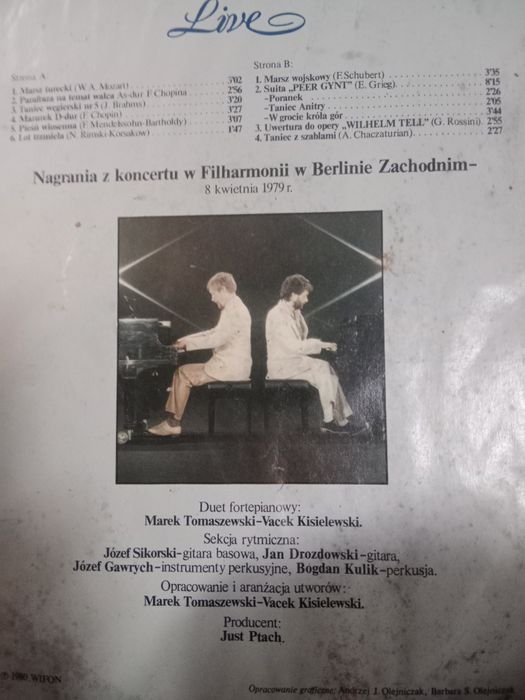 Live
Strona A:
1. Marsz turecki (W. A. Mozart) 3'02
2. Parafraza na temat walca As-dur F. Chopina 2'56
3. Taniec węgierski nr 5 (J. Brahms) 3'20
4. Mazurek D-dur (F. Chopin) 3'27
5. Pieśń wiosenna (F. Mendelssohn-Bartholdy) 3'07
6. Lot trzmiela (N. Rimski-Korsakow) 1'47
Strona B:
1. Marsz wojskowy (F. Schubert) 3'35
2. Suita „PEER GYNT" (E. Grieg) 8'15
-Poranek 2'26
-Taniec Anitry 2'05
-W grocie króla gór 3'44
3. Uwertura do opery „WILHELM TELL" (G. Rossini) 2'55
4. Taniec z szablami (A. Chaczaturian) 2'27
Nagrania z koncertu w Filharmonii w Berlinie Zachodnim-
8 kwietnia 1979 r.
Duet fortepianowy:
Marek Tomaszewski-Vacek Kisielewski.
Sekcja rytmiczna:
Józef Sikorski-gitara basowa, Jan Drozdowski-gitara,
Józef Gawrych-instrumenty perkusyjne, Bogdan Kulik-perkusja.
Opracowanie i aranżacja utworów:
Marek Tomaszewski-Vacek Kisielewski.
Producent:
Just Ptach.
℗ 1980 WIFON
Opracowanie graficzne: Andrzej J. Olejniczak, Barbara S. Olejniczak